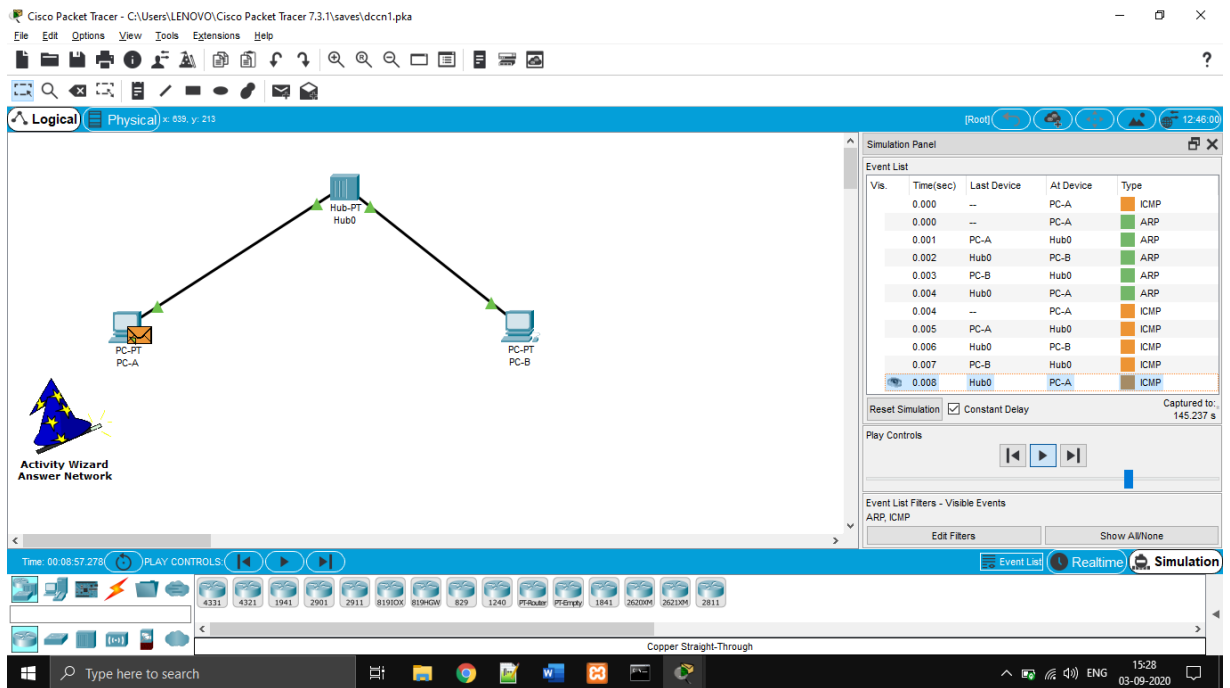 Cisco Packet Tracer - C:\Users\LENOVO\Cisco Packet Tracer 7.3.1\saves\dccn1.pka
File Edit Options View Tools Extensions Help
?
Logical Physical x: 639, y: 213 [Root] 12:46:00
Simulation Panel
Event List
Vis. Time(sec) Last Device At Device Type
0.000 -- PC-A ICMP
0.000 -- PC-A ARP
0.001 PC-A Hub0 ARP
0.002 Hub0 PC-B ARP
0.003 PC-B Hub0 ARP
0.004 Hub0 PC-A ARP
0.004 -- PC-A ICMP
0.005 PC-A Hub0 ICMP
0.006 Hub0 PC-B ICMP
0.007 PC-B Hub0 ICMP
0.008 Hub0 PC-A ICMP
Reset Simulation Constant Delay Captured to:
145.237 s
Play Controls
Event List Filters - Visible Events
ARP, ICMP
Edit Filters Show All/None
Hub-PT
Hub0
PC-PT
PC-A
PC-PT
PC-B
Activity Wizard
Answer Network
Time: 00:08:57.278 PLAY CONTROLS: Event List Realtime Simulation
4331 4321 1941 2901 2911 819IOX 819HGW 829 1240 PT-Router PT-Empty 1841 2620XM 2621XM 2811
Copper Straight-Through
Type here to search
ENG
15:28
03-09-2020